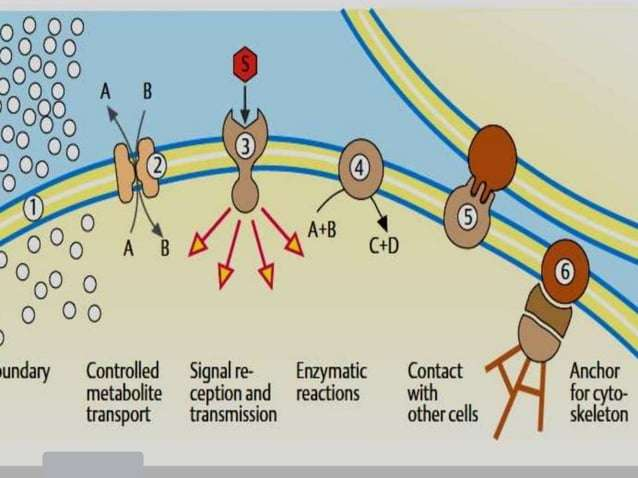 S
A B
1
2
3
4
5
6
A B
A+B
C+D
oundary
Controlled
metabolite
transport
Signal re-
ception and
transmission
Enzymatic
reactions
Contact
with
other cells
Anchor
for cyto-
skeleton